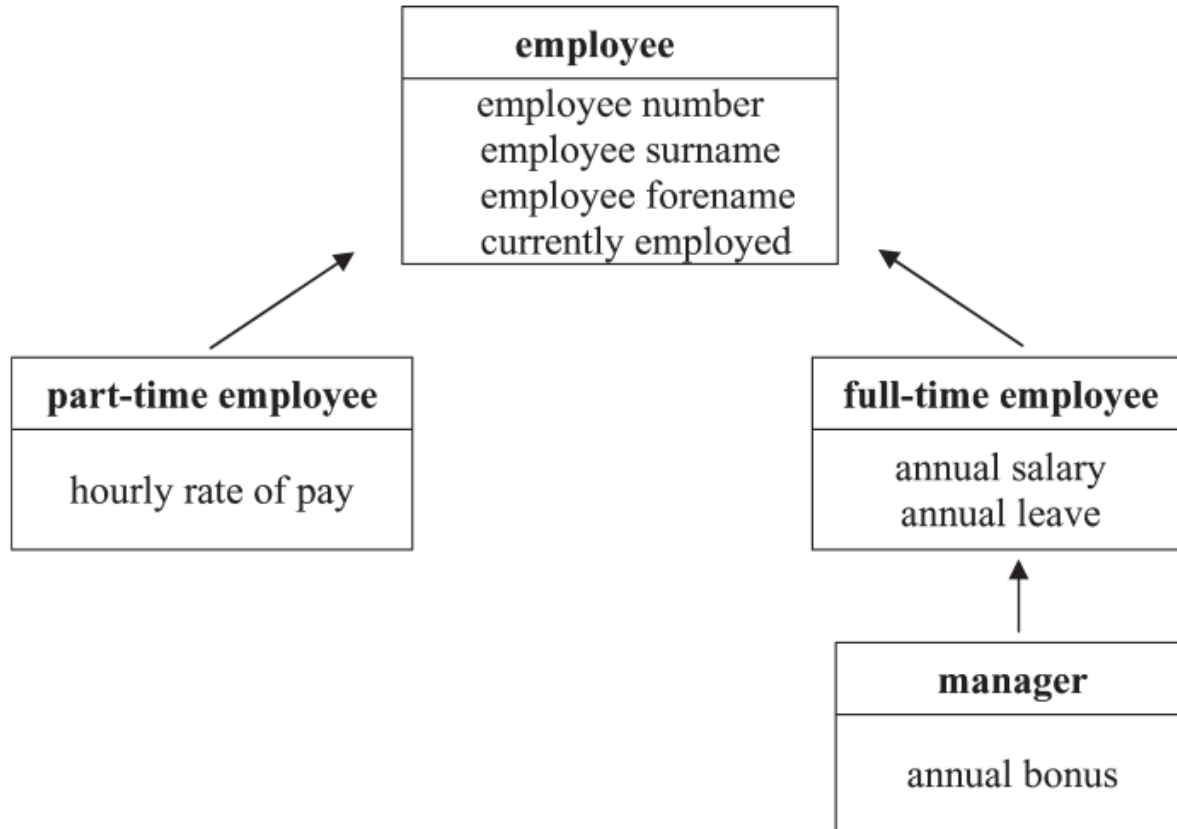 employee
employee number
employee surname
employee forename
currently employed
part-time employee
hourly rate of pay
full-time employee
annual salary
annual leave
manager
annual bonus